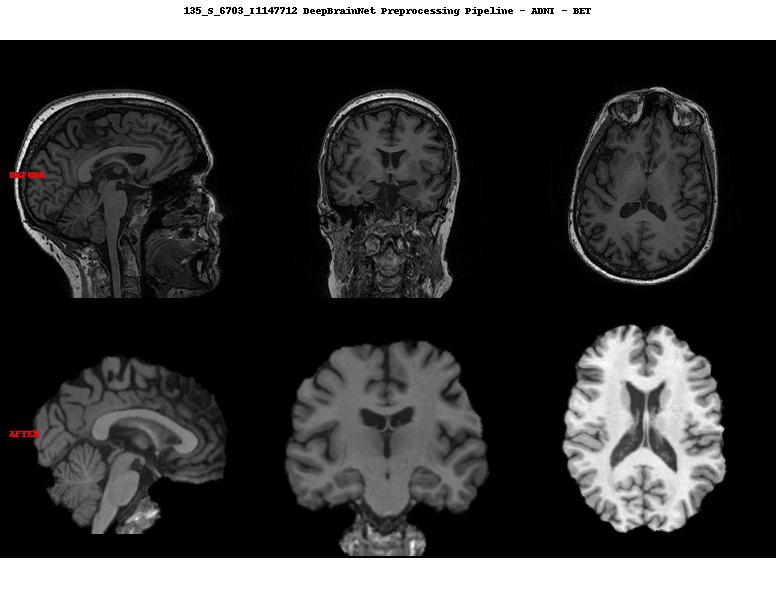 135_S_6703_I1147712 DeepBrainNet Preprocessing Pipeline - ADNI - BET
BEFORE
AFTER